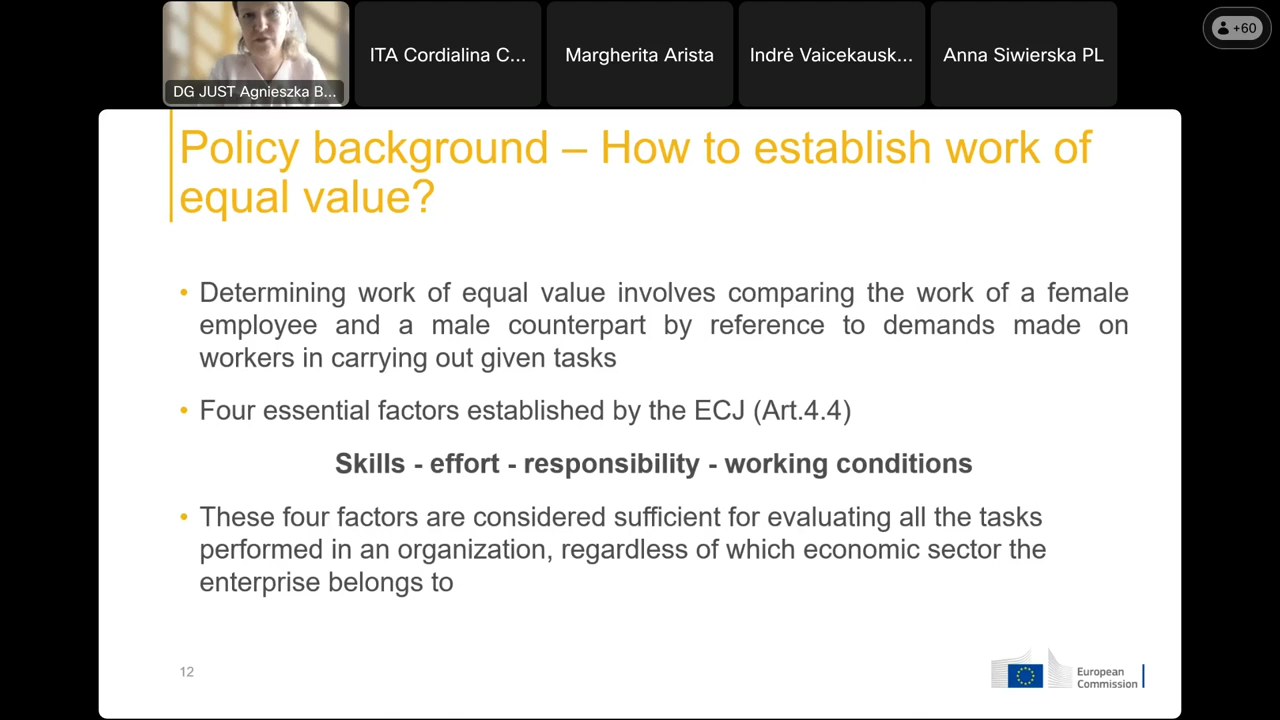 +60
ITA Cordialina C...
Margherita Arista
Indrė Vaicekausk...
Anna Siwierska PL
DG JUST Agnieszka B...
Policy background – How to establish work of
equal value?
• Determining work of equal value involves comparing the work of a female
employee and a male counterpart by reference to demands made on
workers in carrying out given tasks
• Four essential factors established by the ECJ (Art.4.4)
Skills - effort - responsibility - working conditions
• These four factors are considered sufficient for evaluating all the tasks
performed in an organization, regardless of which economic sector the
enterprise belongs to
12
European
Commission